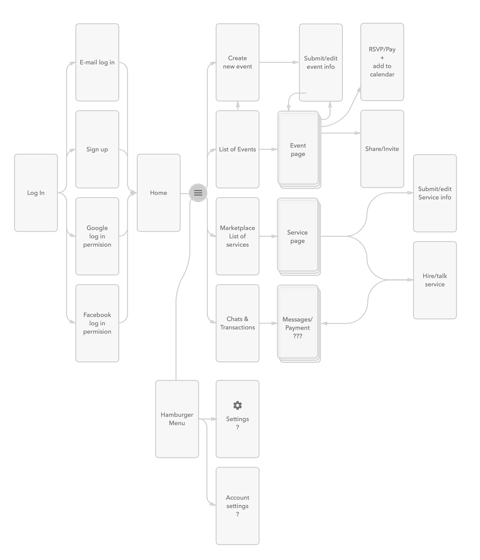 E-mail log in
Create
new event
Submit/edit
event info
RSVP/Pay
+
add to
calendar
Sign up
List of Events
Event
page
Share/Invite
Log In
Home
Submit/edit
Service info
Google
log in
permision
Marketplace
List of
services
Service
page
Hire/talk
service
Facebook
log in
permision
Chats &
Transactions
Messages/
Payment
???
Hamburger
Menu
Settings
?
Account
settings
?